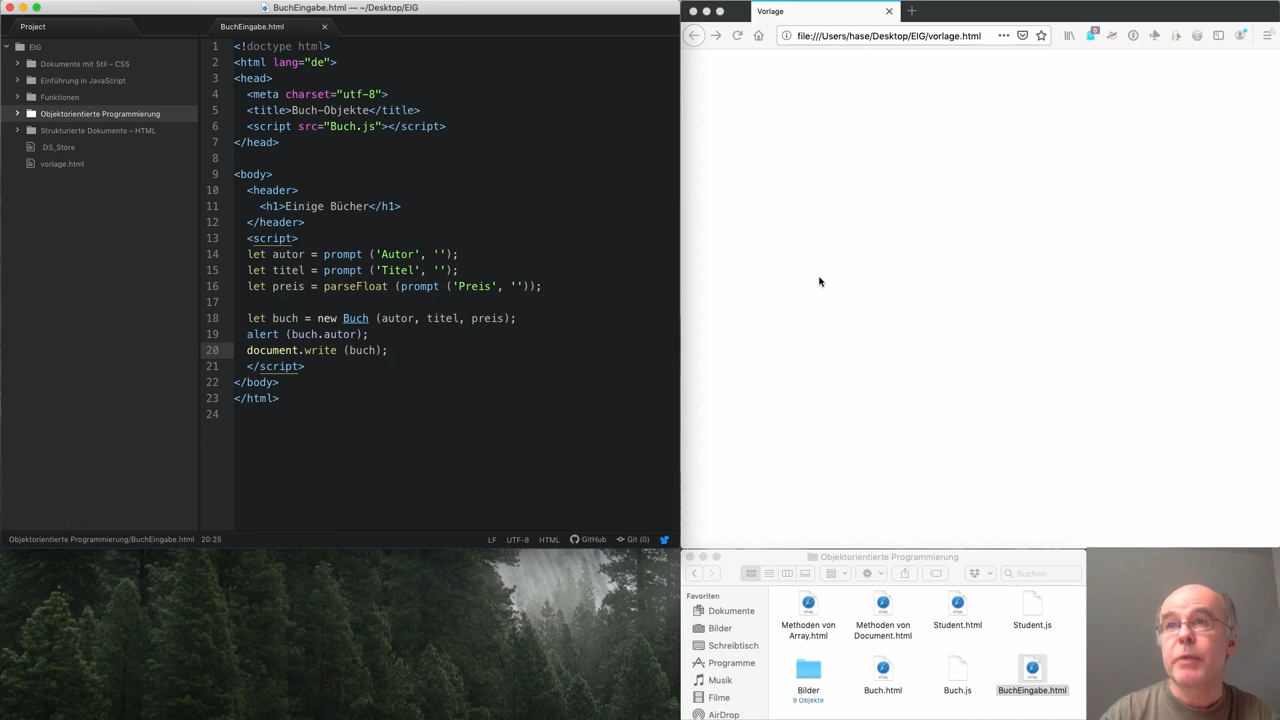 BuchEingabe.html — ~/Desktop/EIG
Project
BuchEingabe.html
EIG
Dokumente mit Stil – CSS
Einführung in JavaScript
Funktionen
Objektorientierte Programmierung
Strukturierte Dokumente – HTML
.DS_Store
vorlage.html
1 <!doctype html>
2 <html lang="de">
3 <head>
4 <meta charset="utf-8">
5 <title>Buch-Objekte</title>
6 <script src="Buch.js"></script>
7 </head>
8
9 <body>
10 <header>
11 <h1>Einige Bücher</h1>
12 </header>
13 <script>
14 let autor = prompt ('Autor', '');
15 let titel = prompt ('Titel', '');
16 let preis = parseFloat (prompt ('Preis', ''));
17
18 let buch = new Buch (autor, titel, preis);
19 alert (buch.autor);
20 document.write (buch);
21 </script>
22 </body>
23 </html>
24
Objektorientierte Programmierung/BuchEingabe.html 20:25
LF UTF-8 HTML GitHub Git (0)
Vorlage
file:///Users/hase/Desktop/EIG/vorlage.html
0
Objektorientierte Programmierung
Suchen
Favoriten
Dokumente
Bilder
Schreibtisch
Programme
Musik
Filme
AirDrop
Methoden von Array.html
Methoden von Document.html
Student.html
Student.js
Bilder
9 Objekte
Buch.html
Buch.js
BuchEingabe.html